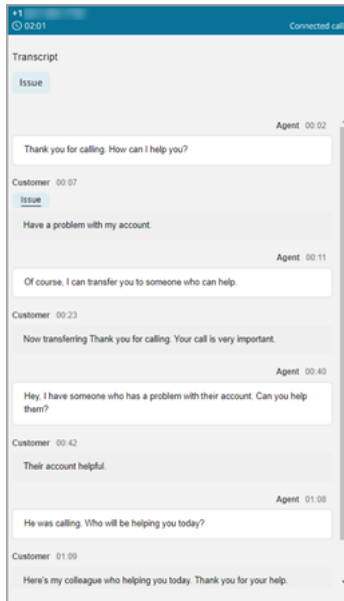 +1
02:01 Connected call
Transcript
Issue
Agent 00:02
Thank you for calling. How can I help you?
Customer 00:07
Issue
Have a problem with my account.
Agent 00:11
Of course, I can transfer you to someone who can help.
Customer 00:23
Now transferring Thank you for calling. Your call is very important.
Agent 00:40
Hey, I have someone who has a problem with their account. Can you help
them?
Customer 00:42
Their account helpful.
Agent 01:08
He was calling. Who will be helping you today?
Customer 01:09
Here's my colleague who helping you today. Thank you for your help.